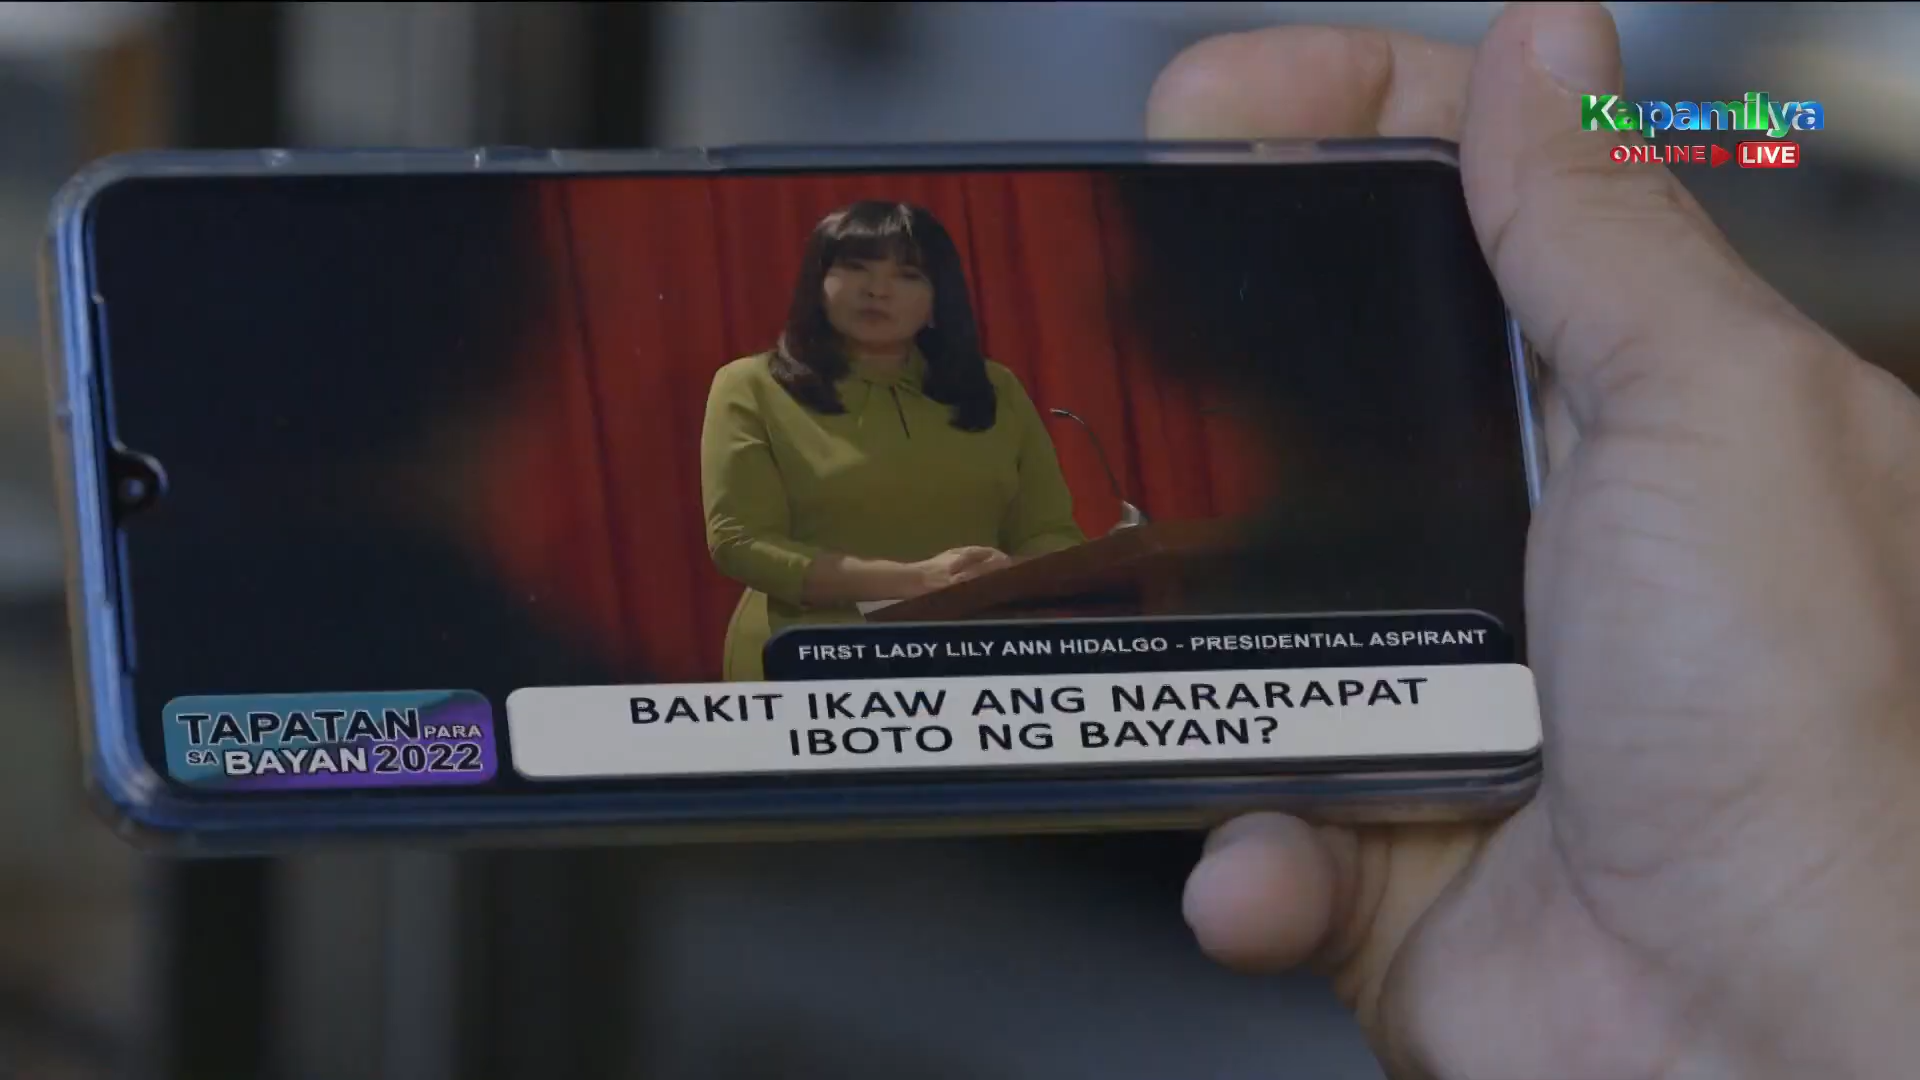 Kapamilya
ONLINE LIVE
FIRST LADY LILY ANN HIDALGO - PRESIDENTIAL ASPIRANT
TAPATAN PARA
SA BAYAN 2022
BAKIT IKAW ANG NARARAPAT
IBOTO NG BAYAN?